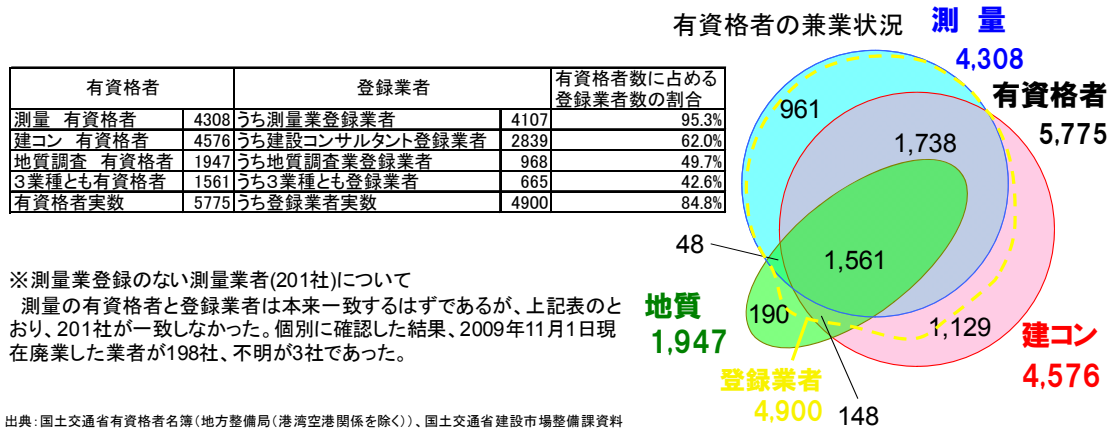 有資格者の兼業状況
測 量
4,308
有資格者
5,775
961
1,738
48
1,561
地質
1,947
190
1,129
建コン
4,576
登録業者
4,900
148
有資格者 登録業者 有資格者数に占める登録業者数の割合
測量 有資格者 4308 うち測量業登録業者 4107 95.3%
建コン 有資格者 4576 うち建設コンサルタント登録業者 2839 62.0%
地質調査 有資格者 1947 うち地質調査業登録業者 968 49.7%
3業種とも有資格者 1561 うち3業種とも登録業者 665 42.6%
有資格者実数 5775 うち登録業者実数 4900 84.8%
※測量業登録のない測量業者(201社)について
測量の有資格者と登録業者は本来一致するはずであるが、上記表のと
おり、201社が一致しなかった。個別に確認した結果、2009年11月1日現
在廃業した業者が198社、不明が3社であった。
出典:国土交通省有資格者名簿(地方整備局(港湾空港関係を除く))、国土交通省建設市場整備課資料